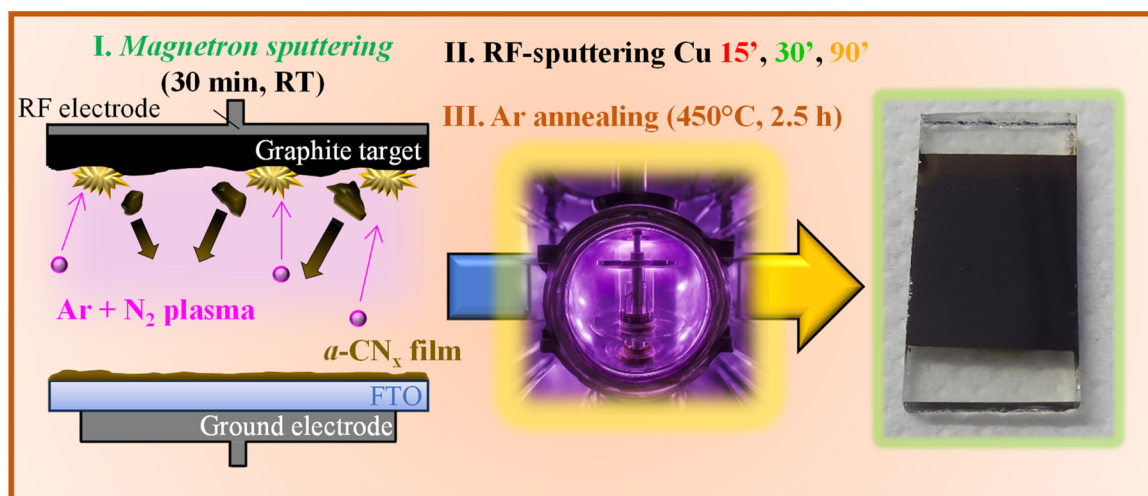 I. Magnetron sputtering
(30 min, RT)
RF electrode
Graphite target
Ar + N₂ plasma
a-CNₓ film
FTO
Ground electrode
II. RF-sputtering Cu 15’, 30’, 90’
III. Ar annealing (450°C, 2.5 h)